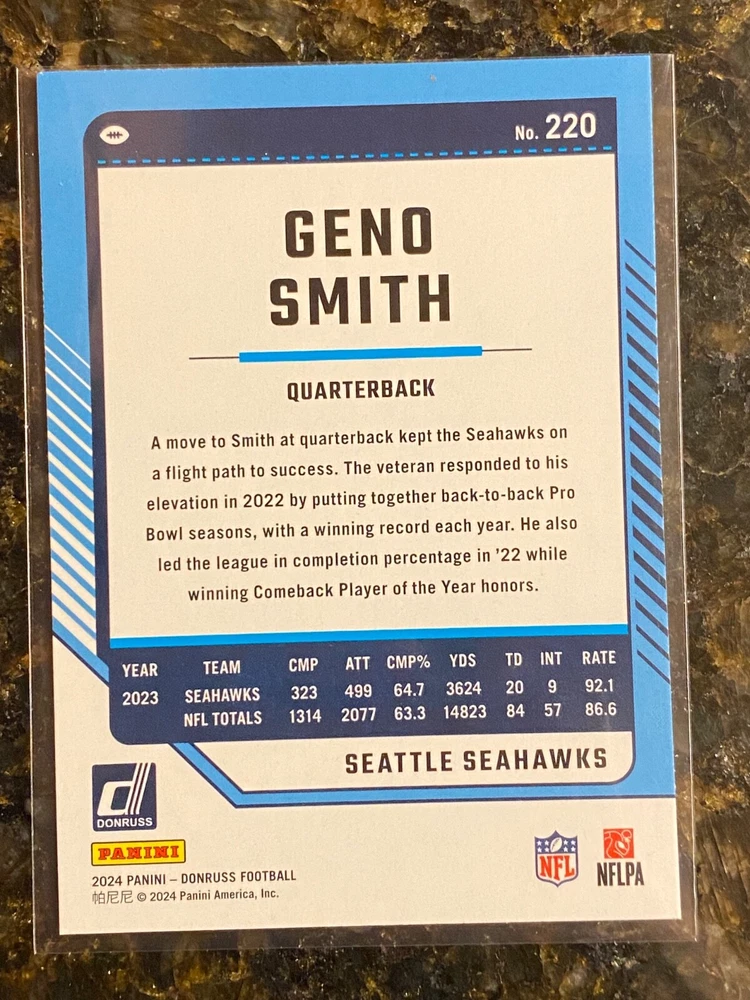 No. 220
GENO
SMITH
QUARTERBACK
A move to Smith at quarterback kept the Seahawks on
a flight path to success. The veteran responded to his
elevation in 2022 by putting together back-to-back Pro
Bowl seasons, with a winning record each year. He also
led the league in completion percentage in ’22 while
winning Comeback Player of the Year honors.
YEAR TEAM CMP ATT CMP% YDS TD INT RATE
2023 SEAHAWKS 323 499 64.7 3624 20 9 92.1
NFL TOTALS 1314 2077 63.3 14823 84 57 86.6
SEATTLE SEAHAWKS
d
DONRUSS
PANINI
NFL
NFLPA
2024 PANINI – DONRUSS FOOTBALL
帕尼尼 © 2024 Panini America, Inc.